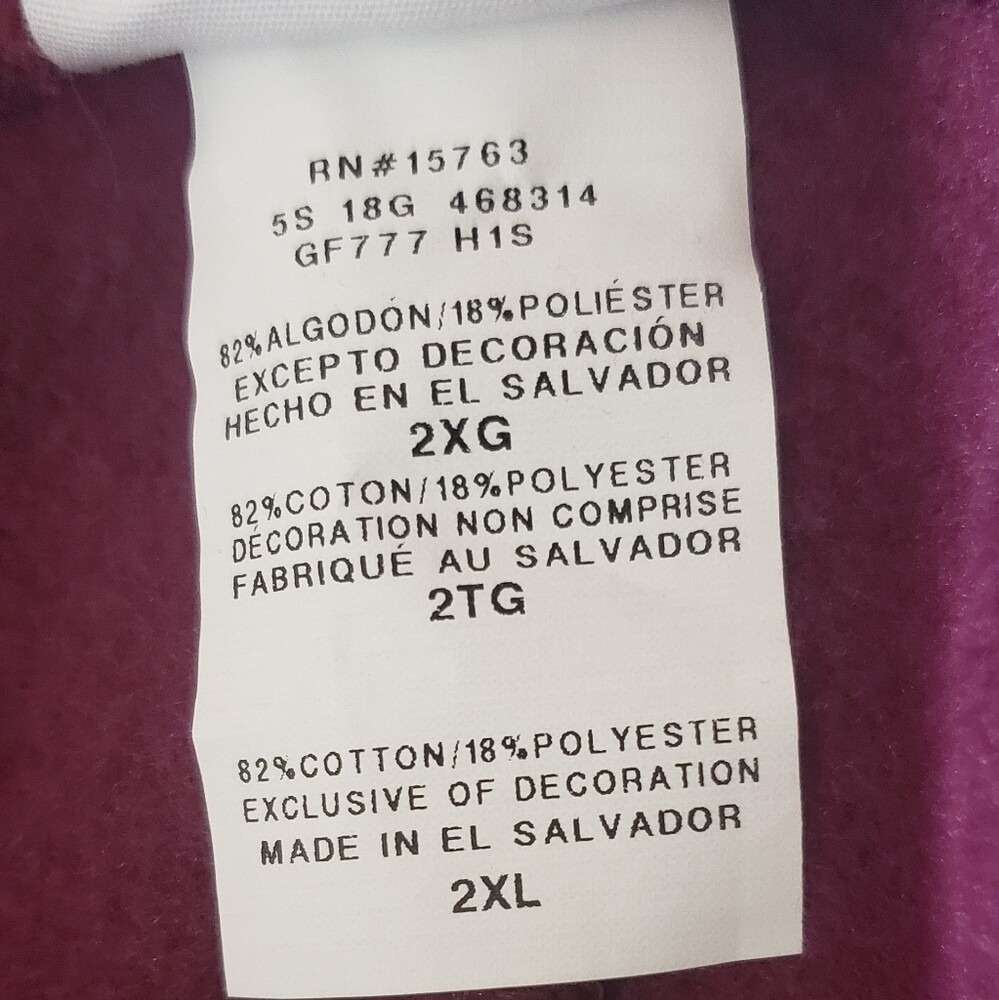 RN#15763
5S 18G 468314
GF777 H1S
82%ALGODÓN/18%POLIÉSTER
EXCEPTO DECORACIÓN
HECHO EN EL SALVADOR
2XG
82%COTON/18%POLYESTER
DÉCORATION NON COMPRISE
FABRIQUÉ AU SALVADOR
2TG
82%COTTON/18%POLYESTER
EXCLUSIVE OF DECORATION
MADE IN EL SALVADOR
2XL